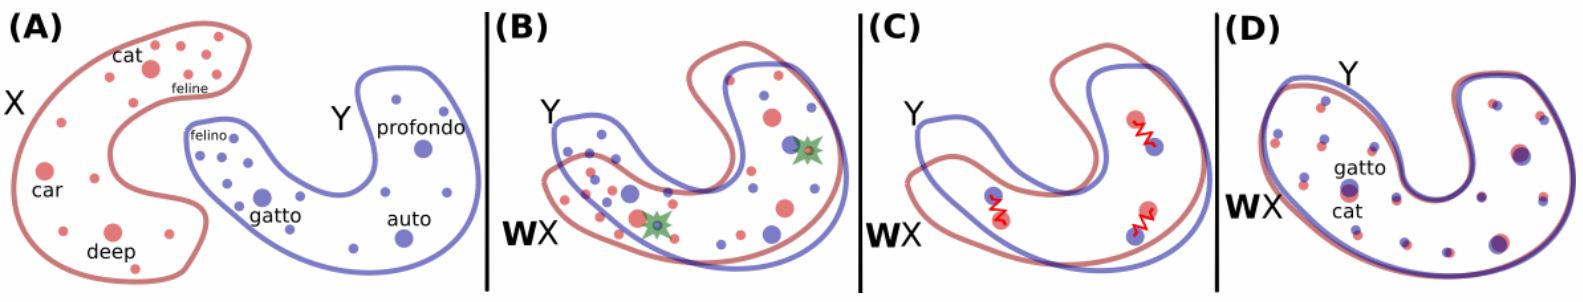 (A)
cat
feline
X
car
deep
Y
felino
profondo
gatto
auto
(B)
Y
WX
(C)
Y
WX
(D)
Y
gatto
cat
WX